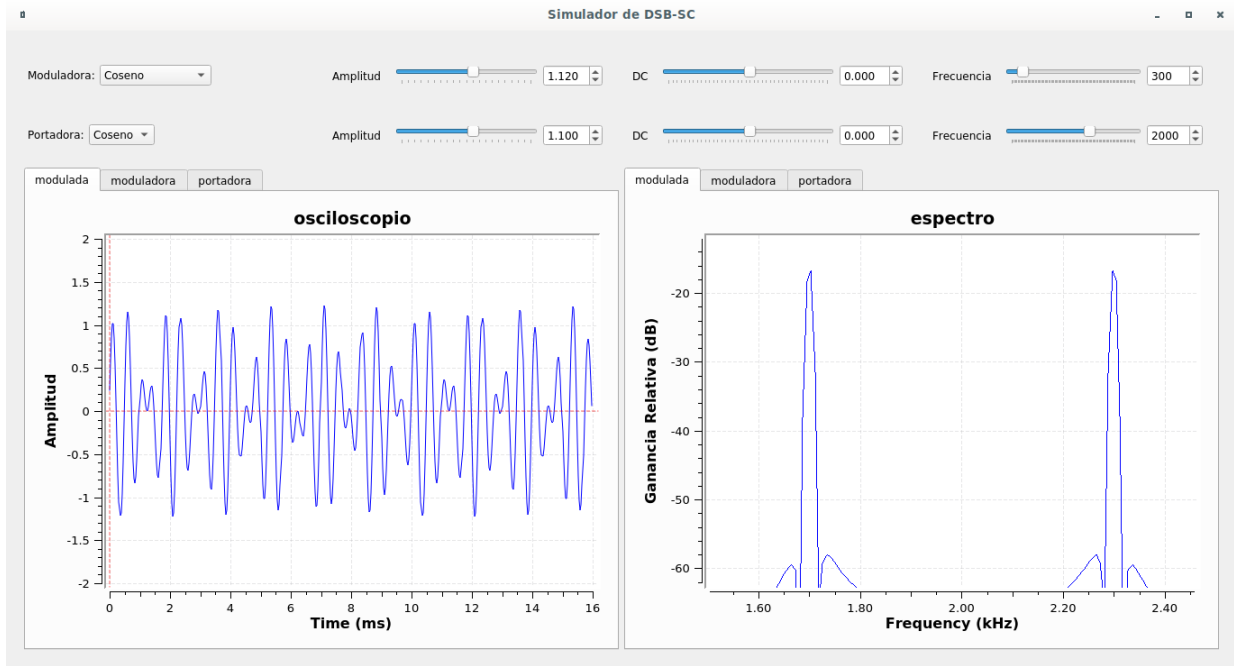 Simulador de DSB-SC
Moduladora: Coseno Amplitud 1.120 DC 0.000 Frecuencia 300
Portadora: Coseno Amplitud 1.100 DC 0.000 Frecuencia 2000
modulada moduladora portadora
osciloscopio
Amplitud
2
1.5
1
0.5
0
-0.5
-1
-1.5
-2
0 2 4 6 8 10 12 14 16
Time (ms)
modulada moduladora portadora
espectro
Ganancia Relativa (dB)
-20
-30
-40
-50
-60
1.60 1.80 2.00 2.20 2.40
Frequency (kHz)